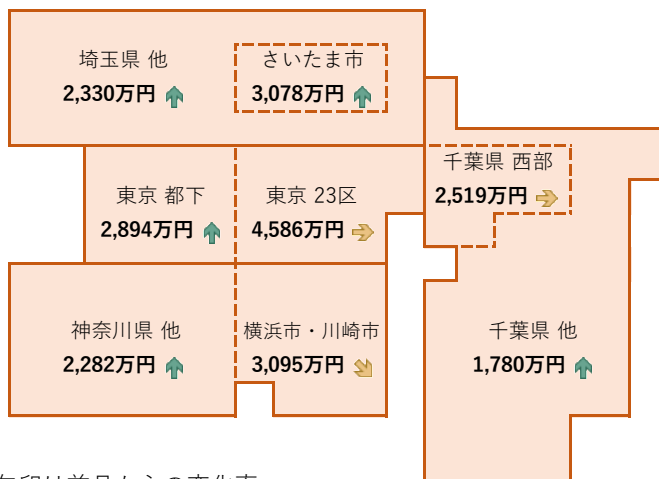 埼玉県 他
2,330万円
さいたま市
3,078万円
千葉県 西部
2,519万円
東京 都下
2,894万円
東京 23区
4,586万円
神奈川県 他
2,282万円
横浜市・川崎市
3,095万円
千葉県 他
1,780万円